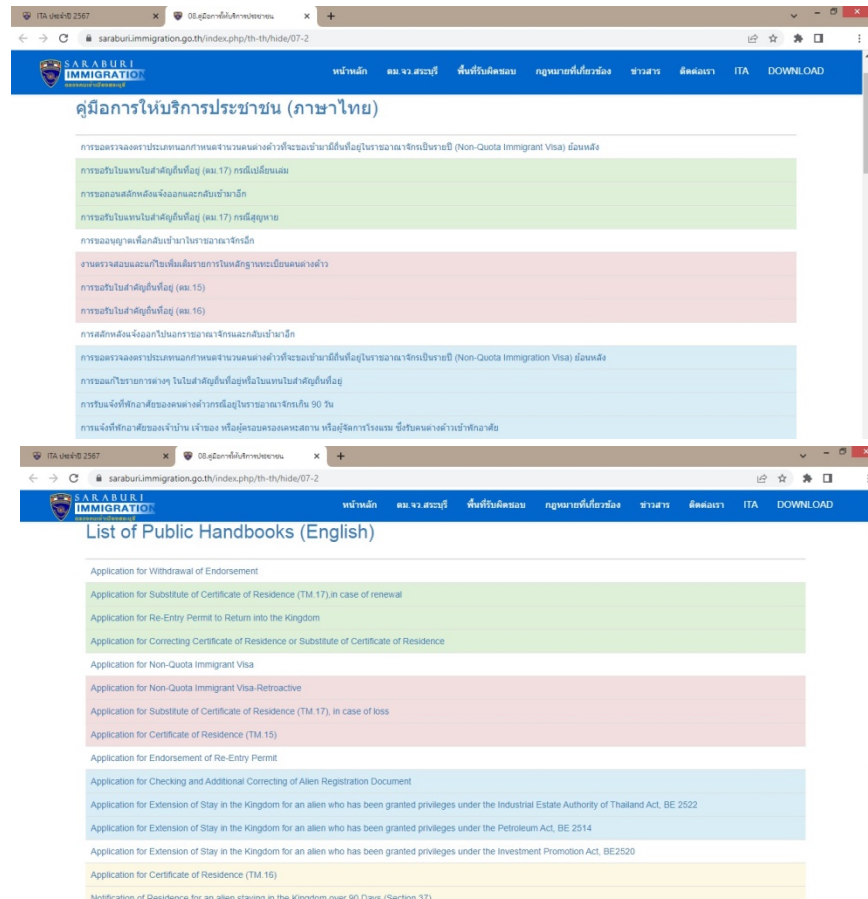 ITA ประจำปี 2567
08.คู่มือการให้บริการประชาชน
saraburi.immigration.go.th/index.php/th-th/hide/07-2
SARABURI
IMMIGRATION
หน้าหลัก ตม.จว.สระบุรี พื้นที่รับผิดชอบ กฎหมายที่เกี่ยวข้อง ข่าวสาร ติดต่อเรา ITA DOWNLOAD
คู่มือการให้บริการประชาชน (ภาษาไทย)
การขอตรวจลงตราประเภทนอกกำหนดจำนวนคนต่างด้าวที่จะขอเข้ามามีถิ่นที่อยู่ในราชอาณาจักรเป็นรายปี (Non-Quota Immigrant Visa) ย้อนหลัง
การขอรับใบแทนใบสำคัญถิ่นที่อยู่ (ตม.17) กรณีเปลี่ยนเล่ม
การขอถอนสลักหลังแจ้งออกและกลับเข้ามาอีก
การขอรับใบแทนใบสำคัญถิ่นที่อยู่ (ตม.17) กรณีสูญหาย
การขออนุญาตเพื่อกลับเข้ามาในราชอาณาจักรอีก
งานตรวจสอบและแก้ไขเพิ่มเติมรายการในหลักฐานทะเบียนคนต่างด้าว
การขอรับใบสำคัญถิ่นที่อยู่ (ตม.15)
การขอรับใบสำคัญถิ่นที่อยู่ (ตม.16)
การสลักหลังแจ้งออกไปนอกราชอาณาจักรและกลับเข้ามาอีก
การขอตรวจลงตราประเภทนอกกำหนดจำนวนคนต่างด้าวที่จะขอเข้ามามีถิ่นที่อยู่ในราชอาณาจักรเป็นรายปี (Non-Quota Immigration Visa) ย้อนหลัง
การขอแก้ไขรายการต่างๆ ในใบสำคัญถิ่นที่อยู่หรือใบแทนใบสำคัญถิ่นที่อยู่
การรับแจ้งที่พักอาศัยของคนต่างด้าวกรณีอยู่ในราชอาณาจักรเกิน 90 วัน
การแจ้งที่พักอาศัยของเจ้าบ้าน เจ้าของ หรือผู้ครอบครองเคหะสถาน หรือผู้จัดการโรงแรม ซึ่งรับคนต่างด้าวเข้าพักอาศัย
ITA ประจำปี 2567
08.คู่มือการให้บริการประชาชน
saraburi.immigration.go.th/index.php/th-th/hide/07-2
SARABURI
IMMIGRATION
หน้าหลัก ตม.จว.สระบุรี พื้นที่รับผิดชอบ กฎหมายที่เกี่ยวข้อง ข่าวสาร ติดต่อเรา ITA DOWNLOAD
List of Public Handbooks (English)
Application for Withdrawal of Endorsement
Application for Substitute of Certificate of Residence (TM.17),in case of renewal
Application for Re-Entry Permit to Return into the Kingdom
Application for Correcting Certificate of Residence or Substitute of Certificate of Residence
Application for Non-Quota Immigrant Visa
Application for Non-Quota Immigrant Visa-Retroactive
Application for Substitute of Certificate of Residence (TM.17), in case of loss
Application for Certificate of Residence (TM.15)
Application for Endorsement of Re-Entry Permit
Application for Checking and Additional Correcting of Alien Registration Document
Application for Extension of Stay in the Kingdom for an alien who has been granted privileges under the Industrial Estate Authority of Thailand Act, BE 2522
Application for Extension of Stay in the Kingdom for an alien who has been granted privileges under the Petroleum Act, BE 2514
Application for Extension of Stay in the Kingdom for an alien who has been granted privileges under the Investment Promotion Act, BE2520
Application for Certificate of Residence (TM.16)
Notification of Residence for an alien staying in the Kingdom over 90 Days (Section 37)